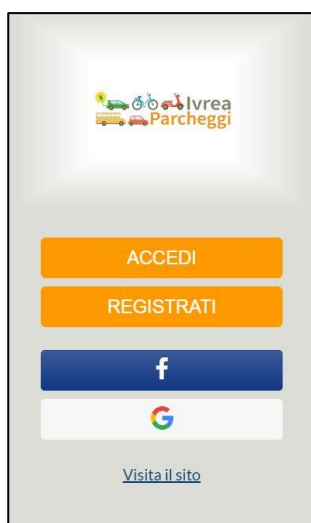 Ivrea
Parcheggi
ACCEDI
REGISTRATI
f
G
Visita il sito